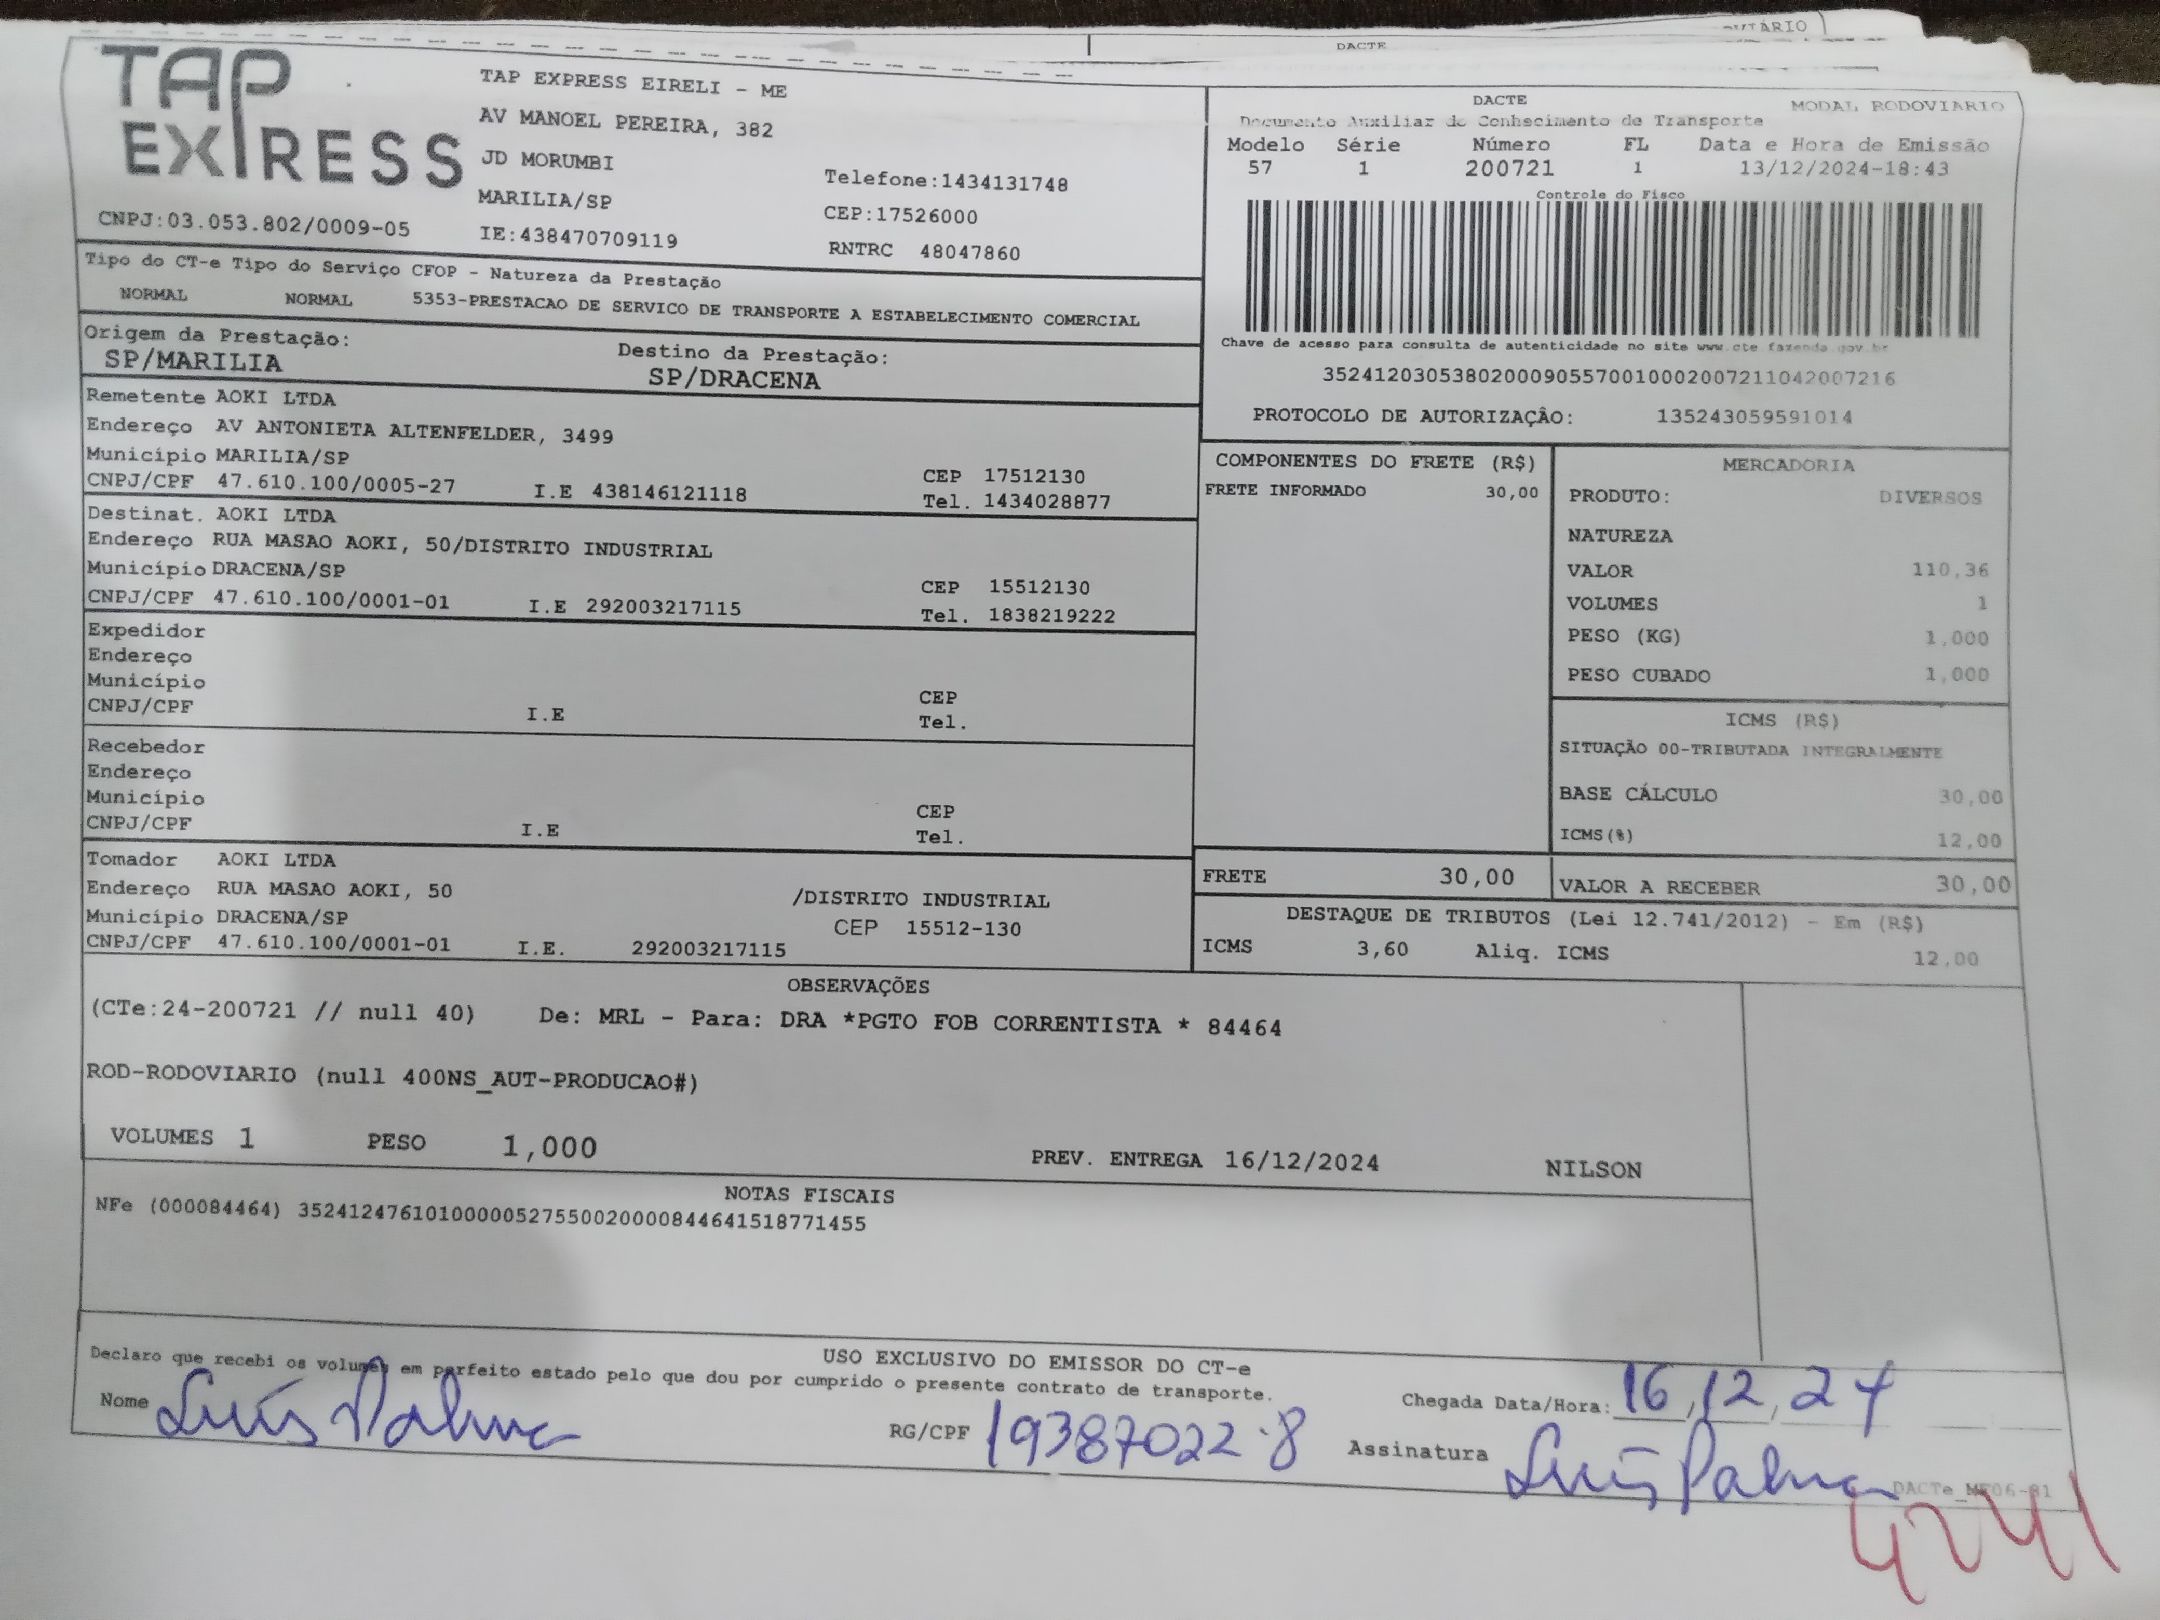 VIÁRIO
DACTE
TAP EXPRESS
TAP EXPRESS EIRELI - ME
AV MANOEL PEREIRA, 382
JD MORUMBI
MARILIA/SP
Telefone:1434131748
CEP:17526000
CNPJ:03.053.802/0009-05
IE:438470709119
RNTRC 48047860
DACTE
MODAL RODOVIARIO
Documento Auxiliar de Conhecimento de Transporte
Modelo Série Número FL Data e Hora de Emissão
57 1 200721 1 13/12/2024-18:43
Controle do Fisco
Chave de acesso para consulta de autenticidade no site www.cte fazenda.gov.br
35241203053802000905570010002007211042007216
PROTOCOLO DE AUTORIZAÇÂO: 135243059591014
Tipo do CT-e Tipo do Serviço CFOP - Natureza da Prestação
NORMAL NORMAL 5353-PRESTACAO DE SERVICO DE TRANSPORTE A ESTABELECIMENTO COMERCIAL
Origem da Prestação: Destino da Prestação:
SP/MARILIA SP/DRACENA
Remetente AOKI LTDA
Endereço AV ANTONIETA ALTENFELDER, 3499
Município MARILIA/SP CEP 17512130
CNPJ/CPF 47.610.100/0005-27 I.E 438146121118 Tel. 1434028877
Destinat. AOKI LTDA
Endereço RUA MASAO AOKI, 50/DISTRITO INDUSTRIAL
Município DRACENA/SP CEP 15512130
CNPJ/CPF 47.610.100/0001-01 I.E 292003217115 Tel. 1838219222
Expedidor
Endereço
Município CEP
CNPJ/CPF I.E Tel.
Recebedor
Endereço
Município CEP
CNPJ/CPF I.E Tel.
Tomador AOKI LTDA
Endereço RUA MASAO AOKI, 50 /DISTRITO INDUSTRIAL
Município DRACENA/SP CEP 15512-130
CNPJ/CPF 47.610.100/0001-01 I.E. 292003217115
COMPONENTES DO FRETE (R$)
FRETE INFORMADO 30,00
MERCADORIA
PRODUTO: DIVERSOS
NATUREZA
VALOR 110,36
VOLUMES 1
PESO (KG) 1,000
PESO CUBADO 1,000
ICMS (R$)
SITUAÇÃO 00-TRIBUTADA INTEGRALMENTE
BASE CÁLCULO 30,00
ICMS(%) 12,00
FRETE 30,00 VALOR A RECEBER 30,00
DESTAQUE DE TRIBUTOS (Lei 12.741/2012) - Em (R$)
ICMS 3,60 Aliq. ICMS 12,00
OBSERVAÇÕES
(CTe:24-200721 // null 40) De: MRL - Para: DRA *PGTO FOB CORRENTISTA * 84464
ROD-RODOVIARIO (null 400NS_AUT-PRODUCAO#)
VOLUMES 1 PESO 1,000 PREV. ENTREGA 16/12/2024 NILSON
NOTAS FISCAIS
NFe (000084464) 35241247610100000527550020000844641518771455
USO EXCLUSIVO DO EMISSOR DO CT-e
Declaro que recebi os volumes em perfeito estado pelo que dou por cumprido o presente contrato de transporte.
Nome Luís Palma RG/CPF 19387022-8
Chegada Data/Hora: 16,12,24
Assinatura Luís Palma
DACTe_MF06-81
4241